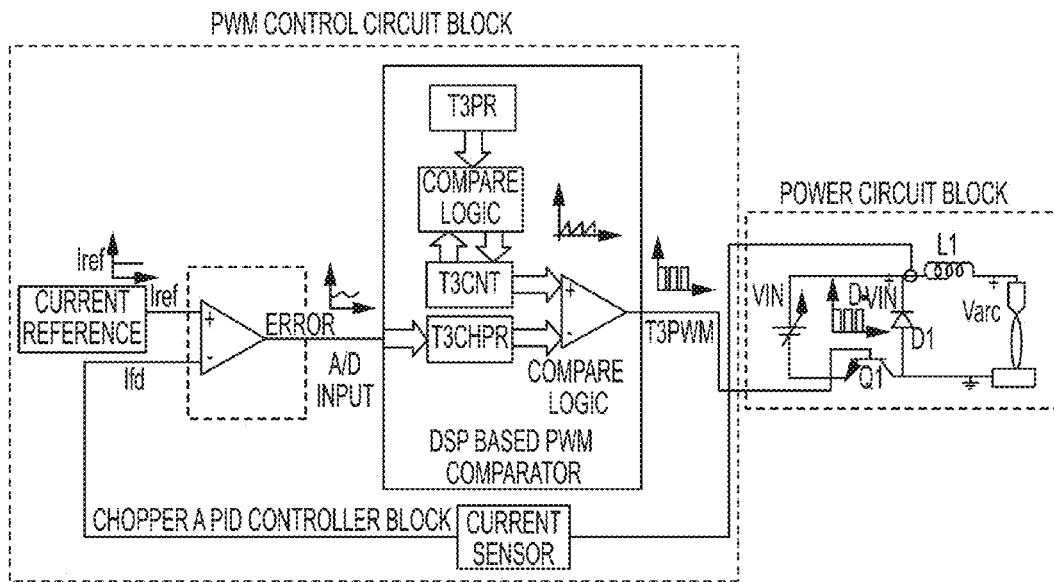 PWM CONTROL CIRCUIT BLOCK
T3PR
COMPARE
LOGIC
T3CNT
T3CHPR
+
-
COMPARE
LOGIC
DSP BASED PWM
COMPARATOR
Iref
Iref
CURRENT
REFERENCE
+
-
Ifd
ERROR
A/D
INPUT
T3PWM
CHOPPER A PID CONTROLLER BLOCK
CURRENT
SENSOR
POWER CIRCUIT BLOCK
L1
+
+
VIN
D*VIN
D1
Q1
Varc